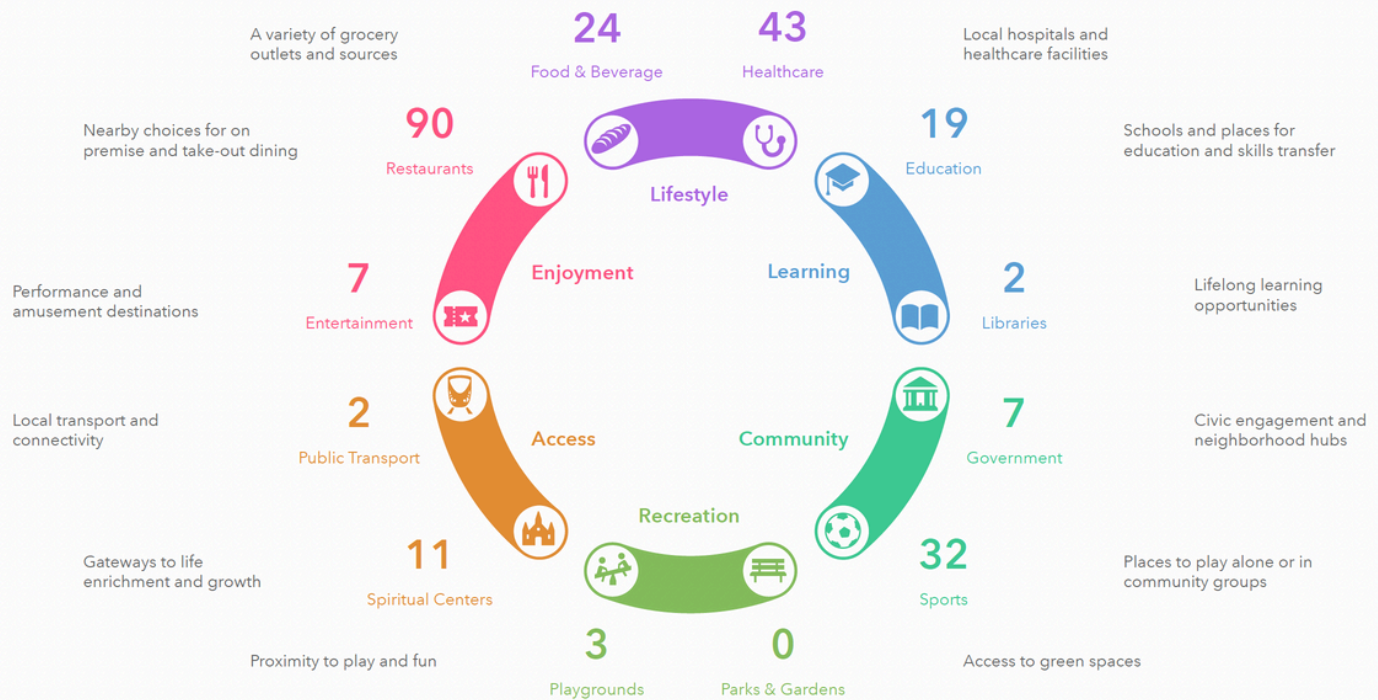 24
Food & Beverage
A variety of grocery
outlets and sources
43
Healthcare
Local hospitals and
healthcare facilities
Lifestyle
90
Restaurants
Nearby choices for on
premise and take-out dining
19
Education
Schools and places for
education and skills transfer
Enjoyment
Learning
7
Entertainment
Performance and
amusement destinations
2
Libraries
Lifelong learning
opportunities
2
Public Transport
Local transport and
connectivity
Access
Community
7
Government
Civic engagement and
neighborhood hubs
Recreation
11
Spiritual Centers
Gateways to life
enrichment and growth
32
Sports
Places to play alone or in
community groups
3
Playgrounds
Proximity to play and fun
0
Parks & Gardens
Access to green spaces